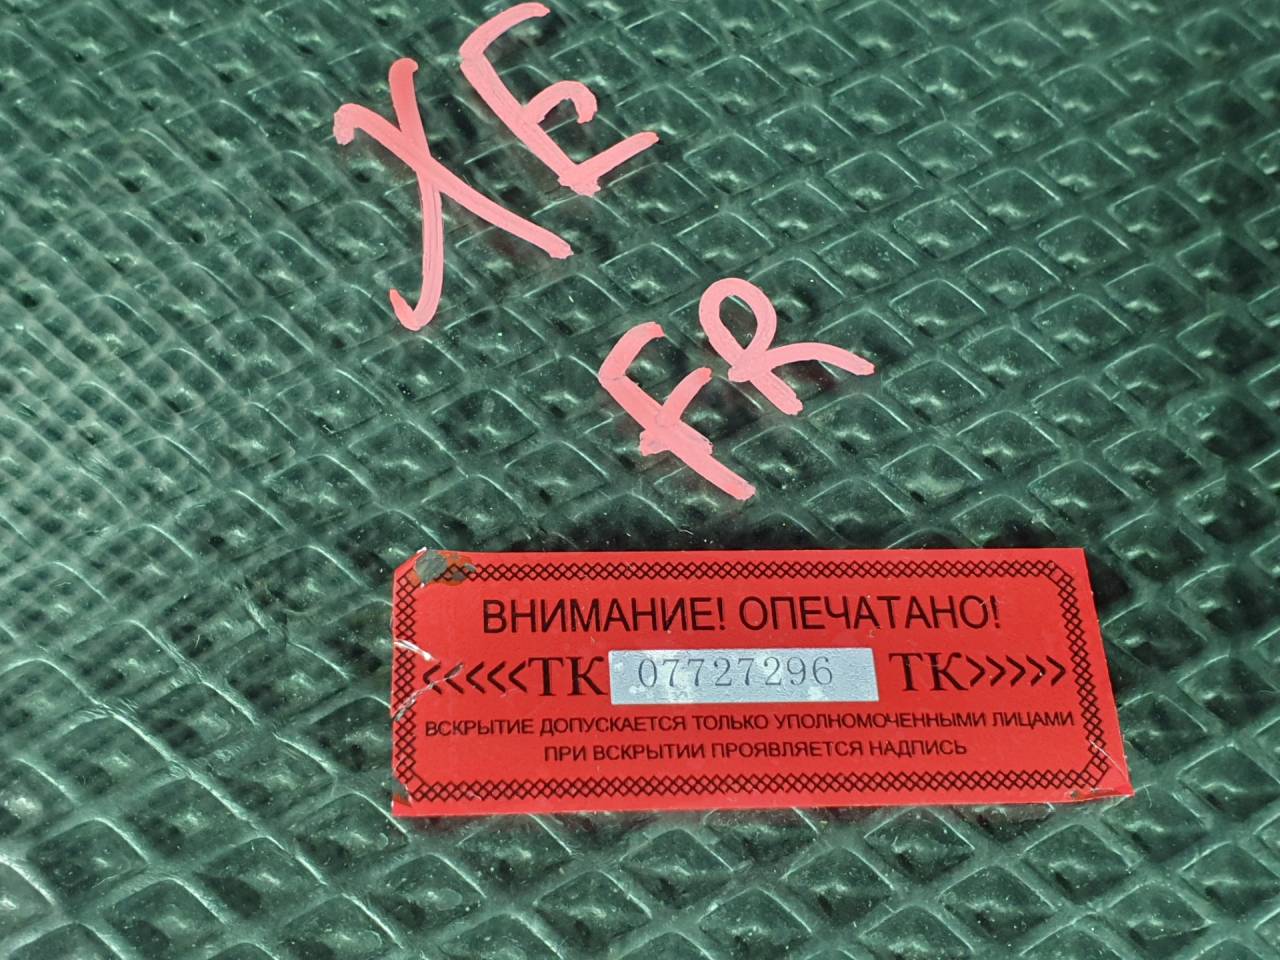 XE
FR
ВНИМАНИЕ! ОПЕЧАТАНО!
<<<<<ТК 07727296 ТК>>>>>
ВСКРЫТИЕ ДОПУСКАЕТСЯ ТОЛЬКО УПОЛНОМОЧЕННЫМИ ЛИЦАМИ
ПРИ ВСКРЫТИИ ПРОЯВЛЯЕТСЯ НАДПИСЬ